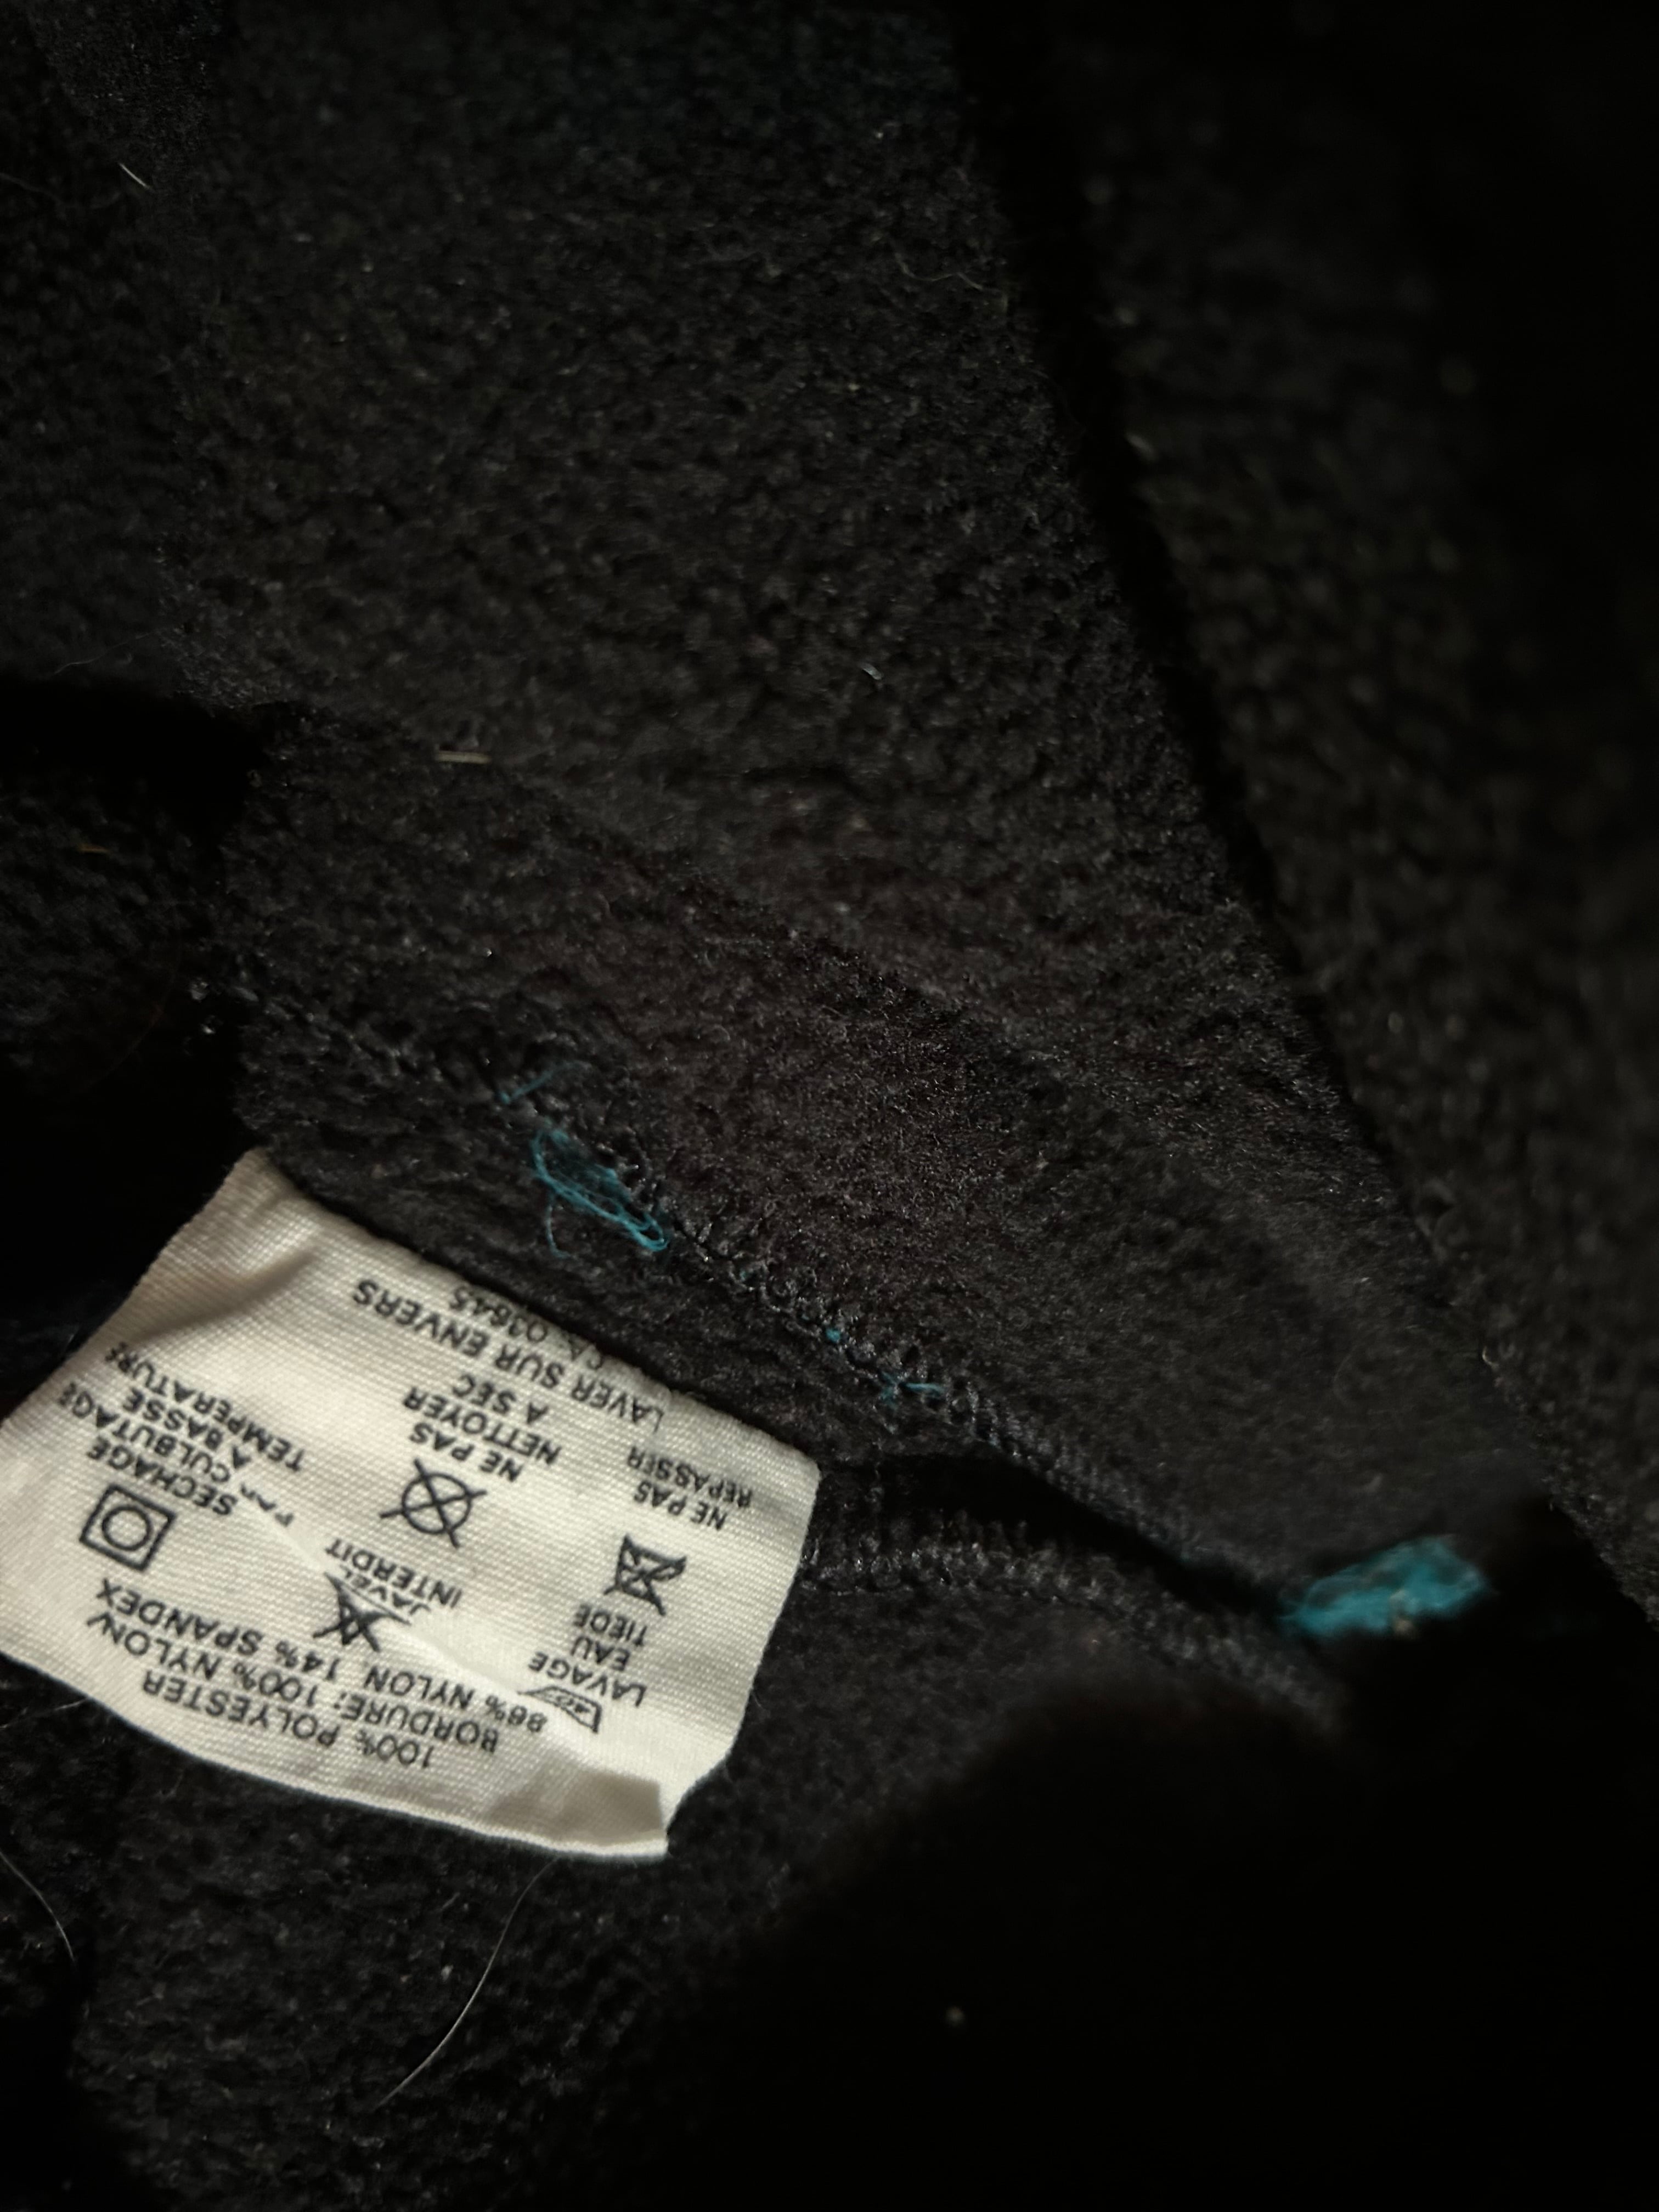 100% POLYESTER
BORDURE: 100% NYLON
86% NYLON 14% SPANDEX
LAVAGE
EAU
TIEDE
JAVEL
INTERDIT
SECHAGE
PAR CULBUTAGE
A BASSE
TEMPERATURE
NE PAS
REPASSER
NE PAS
NETTOYER
A SEC
LAVER SUR ENVERS
CA 03645